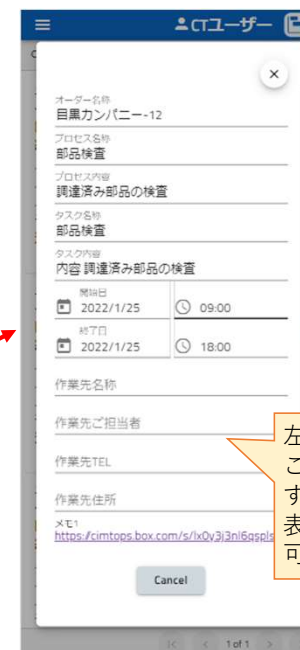 CTユーザー
オーダー名称
目黒カンパニー-12
プロセス名称
部品検査
プロセス内容
調達済み部品の検査
タスク名称
部品検査
タスク内容
内容 調達済み部品の検査
開始日
2022/1/25 09:00
終了日
2022/1/25 18:00
作業先名称
作業先ご担当者
作業先TEL
作業先住所
メモ1
https://cimtops.box.com/s/lx0v3j3nl6qspls
Cancel
1 of 1
左
こ
す
表
可